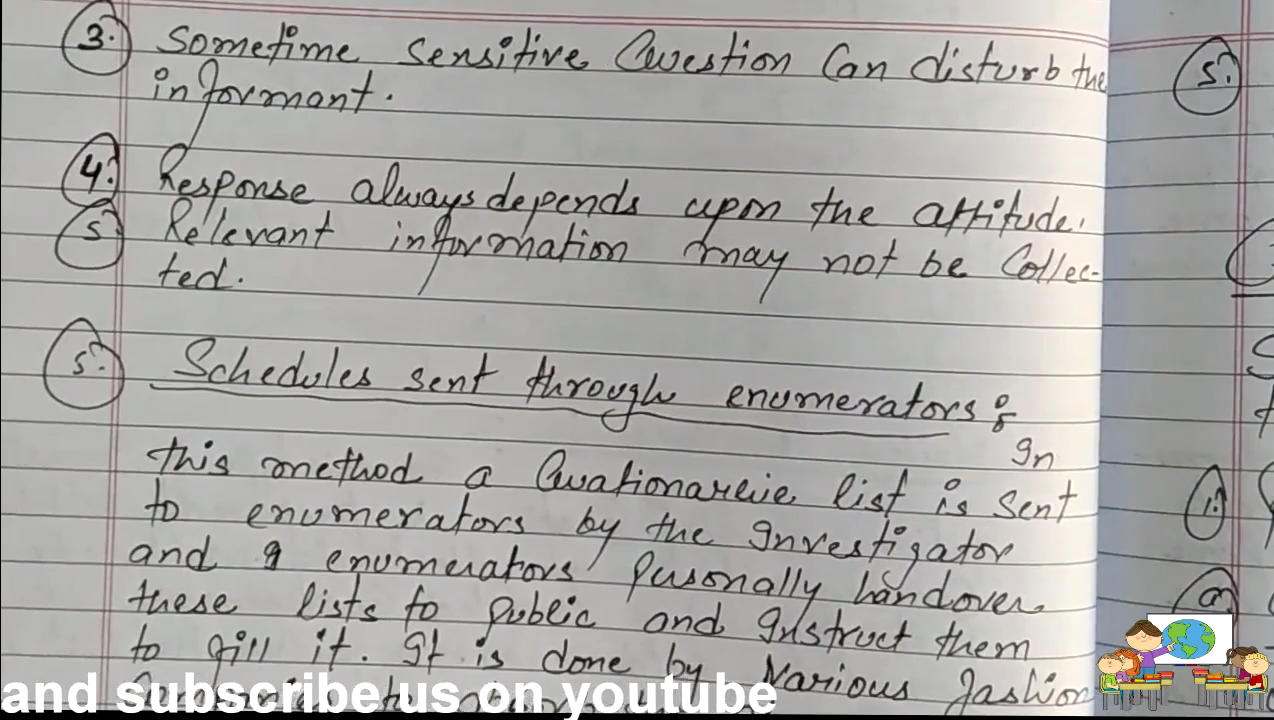 3. Sometime sensitive Question Can disturb the
informant.
4. Response always depends upon the attitude.
5 Relevant information may not be Collec-
ted.
5. Schedules sent through enumerators :
In
this method a Quationareive list is sent
to enumerators by the Investigator
and enumerators personally handover
these lists to public and Instruct them
to fill it. It is done by Various fashion
and subscribe us on youtube
5.
1.